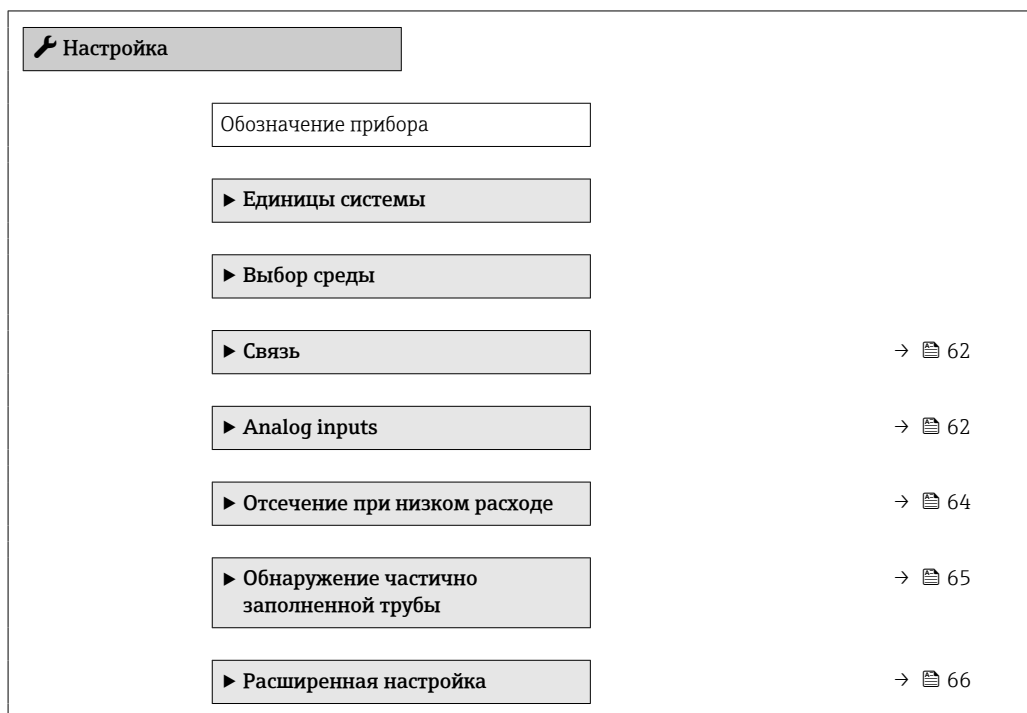 Настройка
Обозначение прибора
► Единицы системы
► Выбор среды
► Связь → 62
► Analog inputs → 62
► Отсечение при низком расходе → 64
► Обнаружение частично → 65
заполненной трубы
► Расширенная настройка → 66